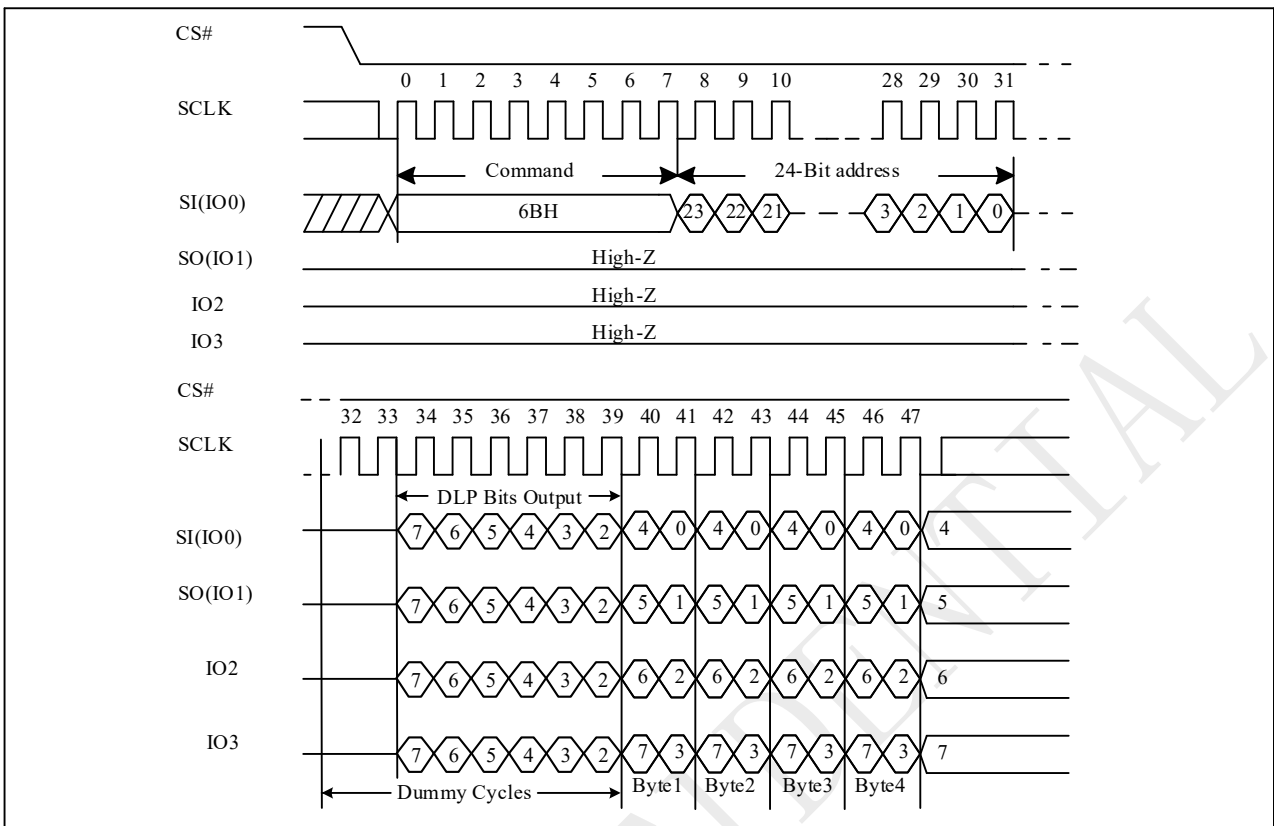 CS#
0 1 2 3 4 5 6 7 8 9 10 28 29 30 31
SCLK
Command 24-Bit address
SI(IO0) 6BH 23 22 21 3 2 1 0
SO(IO1) High-Z
IO2 High-Z
IO3 High-Z
CS#
32 33 34 35 36 37 38 39 40 41 42 43 44 45 46 47
SCLK
DLP Bits Output
SI(IO0) 7 6 5 4 3 2 4 0 4 0 4 0 4 0 4
SO(IO1) 7 6 5 4 3 2 5 1 5 1 5 1 5 1 5
IO2 7 6 5 4 3 2 6 2 6 2 6 2 6 2 6
IO3 7 6 5 4 3 2 7 3 7 3 7 3 7 3 7
Dummy Cycles Byte1 Byte2 Byte3 Byte4